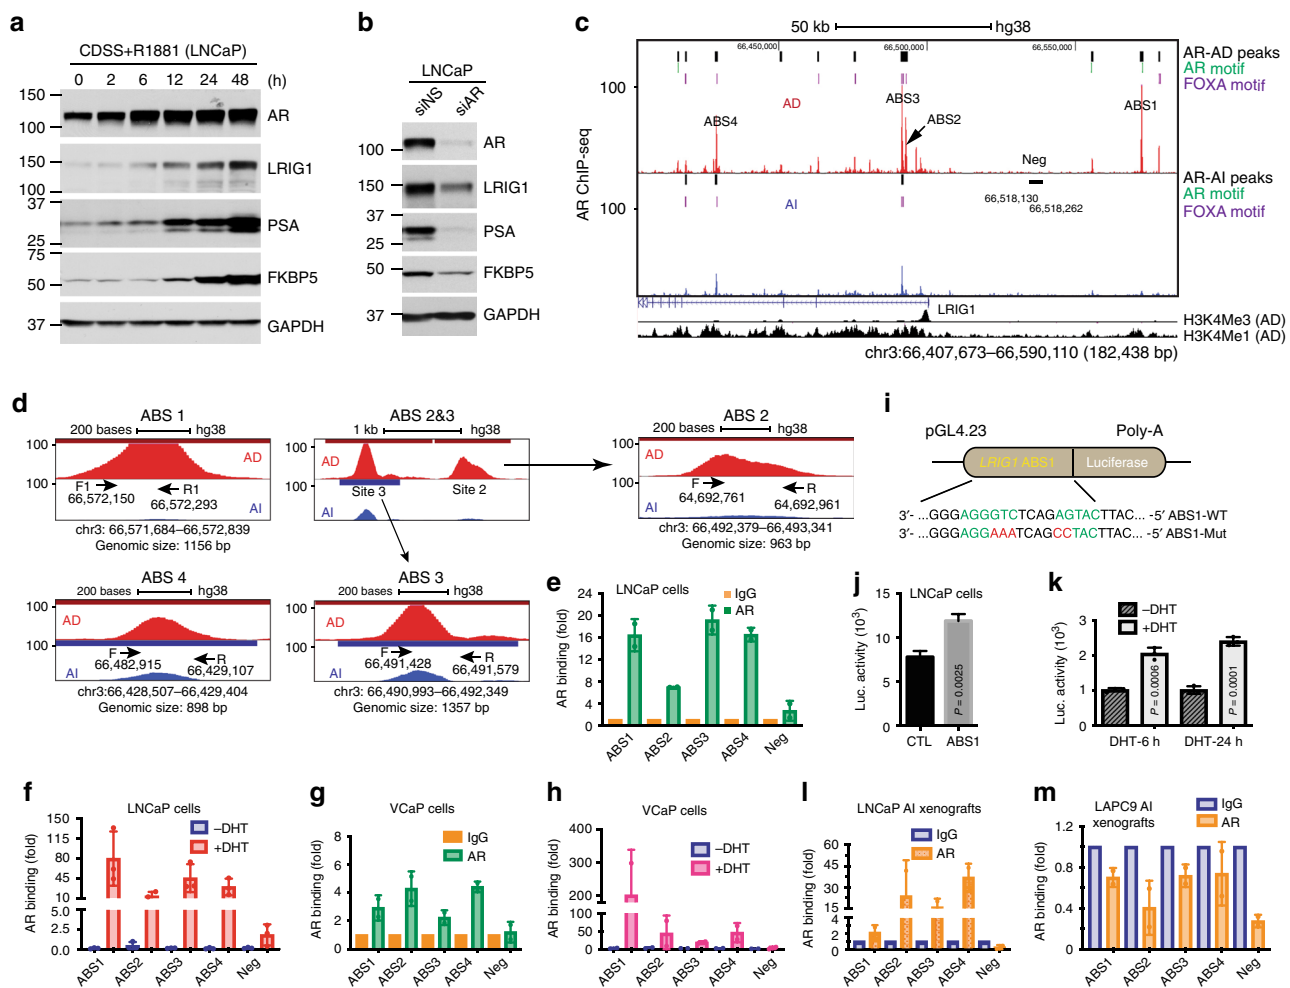 a
CDSS+R1881 (LNCaP)
0 2 6 12 24 48 (h)
150
100
AR
150
100
LRIG1
37
25
PSA
75
50
FKBP5
37
GAPDH
b
LNCaP
siNS siAR
100
AR
150
LRIG1
37
25
PSA
50
FKBP5
37
GAPDH
c
50 kb hg38
66,450,000 66,500,000 66,550,000
AR-AD peaks
AR motif
FOXA motif
100
AD
ABS4
ABS3
ABS2
ABS1
Neg
AR ChIP-seq
AR-AI peaks
AR motif
FOXA motif
100
AI
66,518,130
66,518,262
LRIG1
H3K4Me3 (AD)
H3K4Me1 (AD)
chr3:66,407,673–66,590,110 (182,438 bp)
d
ABS 1
200 bases hg38
100
AD
100
F1 R1
66,572,150
66,572,293
AI
chr3: 66,571,684–66,572,839
Genomic size: 1156 bp
ABS 2&3
1 kb hg38
100
AD
100
Site 3 Site 2
AI
ABS 2
200 bases hg38
100
AD
100
F R
64,692,761
64,692,961
AI
chr3: 66,492,379–66,493,341
Genomic size: 963 bp
ABS 4
200 bases hg38
100
AD
100
F R
66,482,915
66,429,107
AI
chr3:66,428,507–66,429,404
Genomic size: 898 bp
ABS 3
200 bases hg38
100
AD
100
F R
66,491,428
66,491,579
AI
chr3: 66,490,993–66,492,349
Genomic size: 1357 bp
i
pGL4.23 Poly-A
LRIG1 ABS1 Luciferase
3′- ...GGGAGGGTCTCAGAGTACTTAC... -5′ ABS1-WT
3′- ...GGGAGGAAATCAGCCTACTTAC... -5′ ABS1-Mut
e
LNCaP cells
IgG
AR
AR binding (fold)
24
20
16
12
8
4
0
ABS1 ABS2 ABS3 ABS4 Neg
j
LNCaP cells
Luc. activity (10³)
15
10
5
0
P = 0.0025
CTL ABS1
k
–DHT
+DHT
Luc. activity (10³)
3
2
1
0
P = 0.0006
P = 0.0001
DHT-6 h DHT-24 h
f
LNCaP cells
–DHT
+DHT
AR binding (fold)
150
115
80
45
10
5.0
2.5
0.0
ABS1 ABS2 ABS3 ABS4 Neg
g
VCaP cells
IgG
AR
AR binding (fold)
8
6
4
2
0
ABS1 ABS2 ABS3 ABS4 Neg
h
VCaP cells
–DHT
+DHT
AR binding (fold)
400
300
200
100
50
0
ABS1 ABS2 ABS3 ABS4 Neg
l
LNCaP AI xenografts
IgG
AR
AR binding (fold)
60
45
30
15
4
2
0
ABS1 ABS2 ABS3 ABS4 Neg
m
LAPC9 AI
xenografts
IgG
AR
AR binding (fold)
1.2
0.8
0.4
0
ABS1 ABS2 ABS3 ABS4 Neg